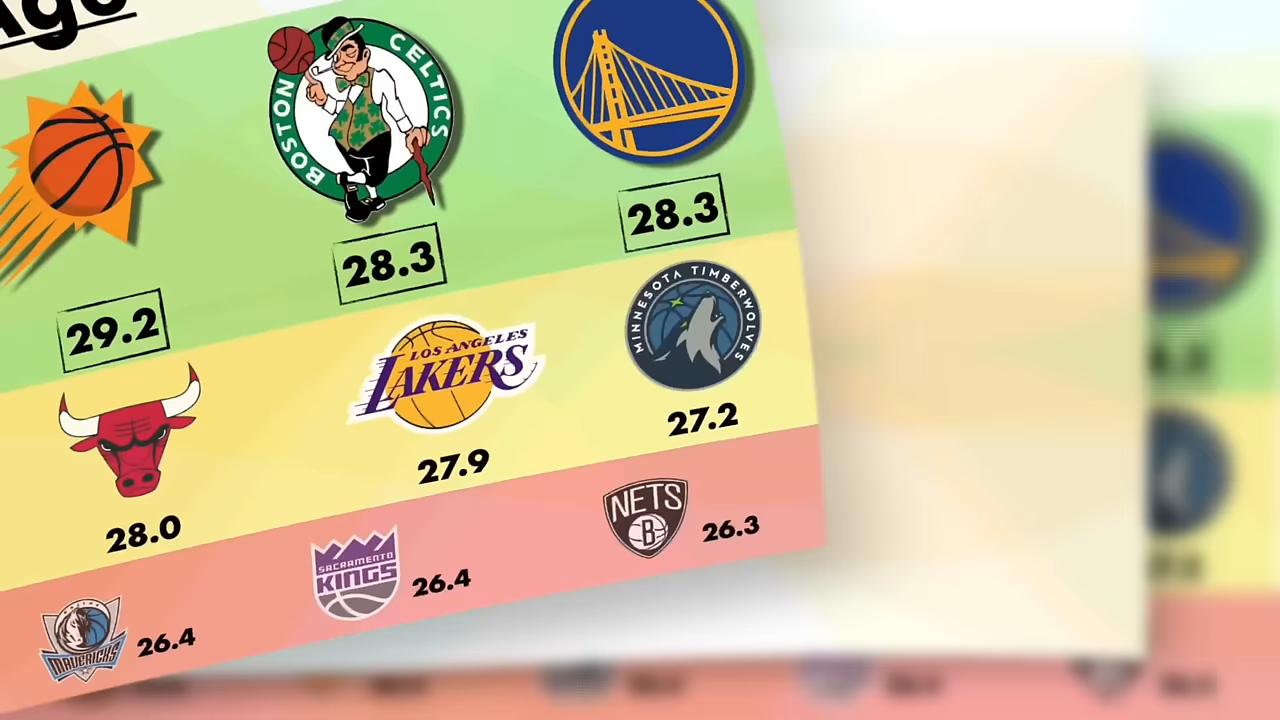 Ago
BOSTON CELTICS
29.2
28.3
28.3
LOS ANGELES
LAKERS
MINNESOTA TIMBERWOLVES
28.0
27.9
27.2
MAVERICKS
26.4
SACRAMENTO
KINGS
26.4
NETS
B
26.3